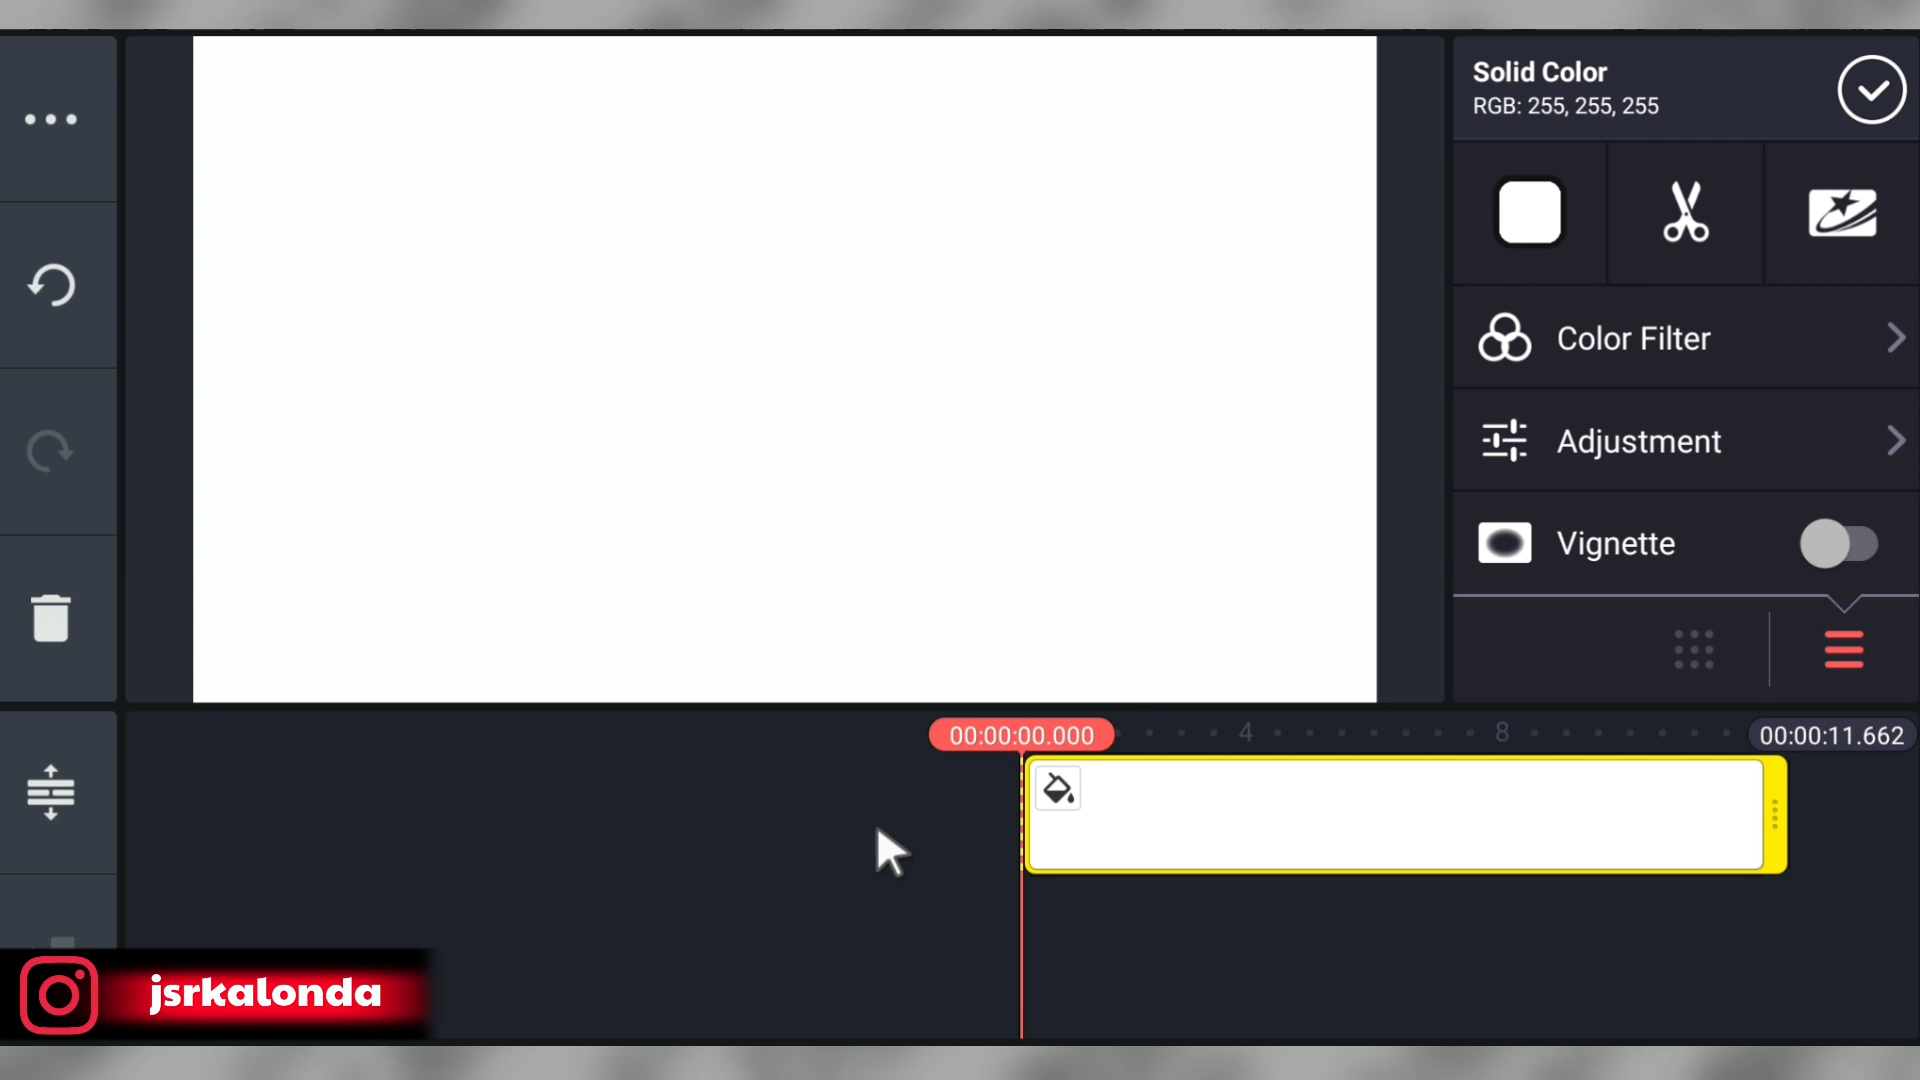 Solid Color
RGB: 255, 255, 255
Color Filter
Adjustment
Vignette
00:00:00.000
4
8
00:00:11.662
jsrkalonda